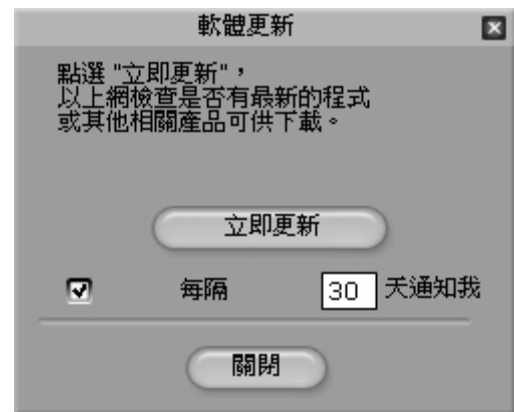 軟體更新
點選 "立即更新",
以上網檢查是否有最新的程式
或其他相關產品可供下載。
立即更新
每隔 30 天通知我
關閉